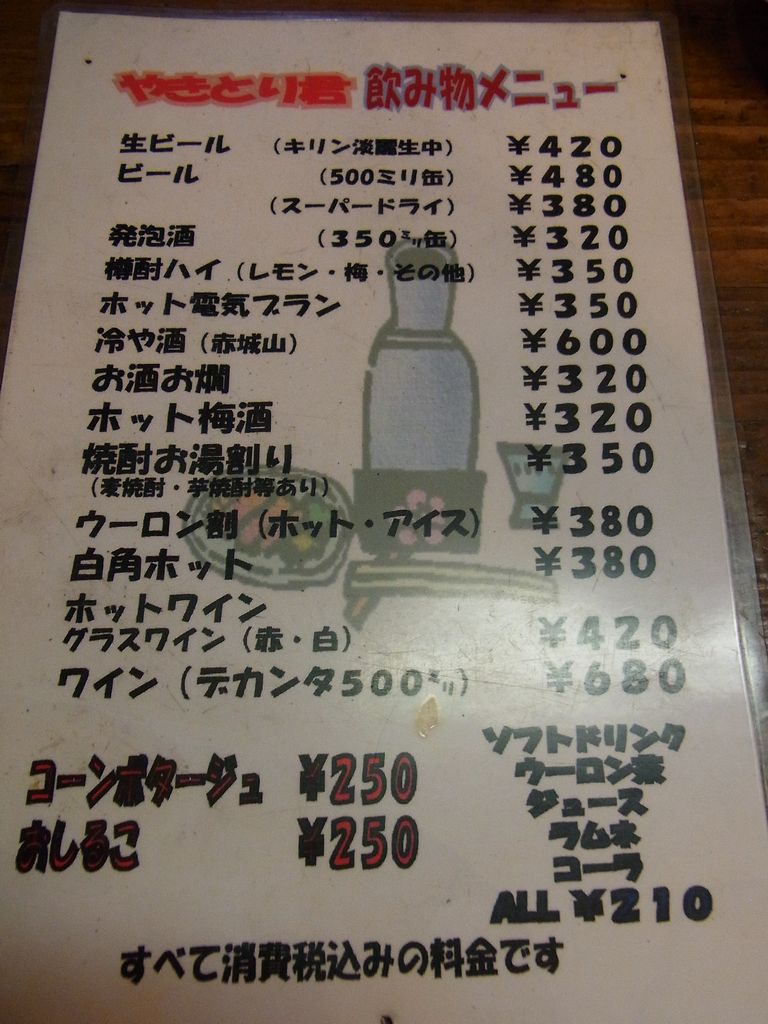 やきとり君 飲み物メニュー
生ビール (キリン淡麗生中) ¥420
ビール (500ミリ缶) ¥480
(スーパードライ) ¥380
発泡酒 (350㍉缶) ¥320
樽酎ハイ (レモン・梅・その他) ¥350
ホット電気ブラン ¥350
冷や酒 (赤城山) ¥600
お酒お燗 ¥320
ホット梅酒 ¥320
焼酎お湯割り ¥350
(麦焼酎・芋焼酎等あり)
ウーロン割 (ホット・アイス) ¥380
白角ホット ¥380
ホットワイン
グラスワイン (赤・白) ¥420
ワイン (デカンタ500㍉) ¥680
コーンポタージュ ¥250
おしるこ ¥250
ソフトドリンク
ウーロン茶
ジュース
ラムネ
コーラ
ALL ¥210
すべて消費税込みの料金です